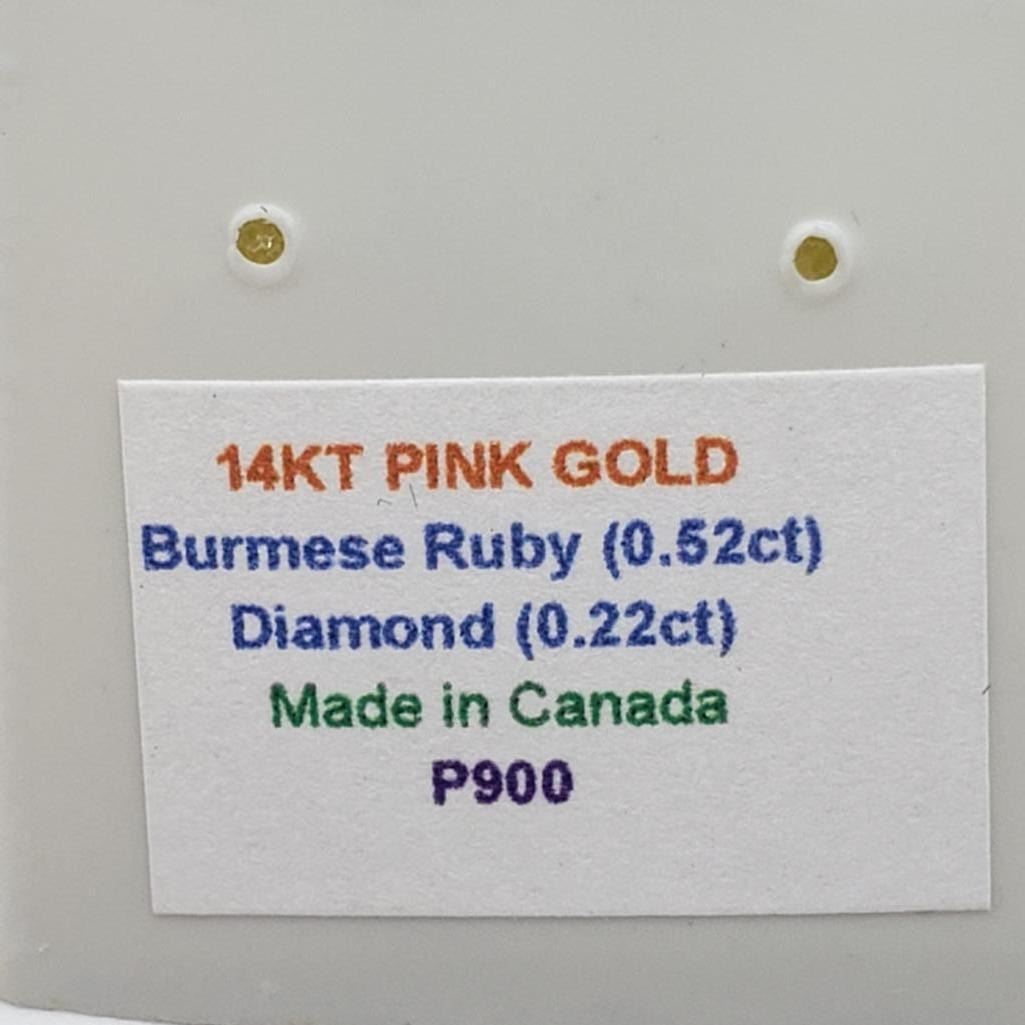 14KT PINK GOLD
Burmese Ruby (0.52ct)
Diamond (0.22ct)
Made in Canada
P900